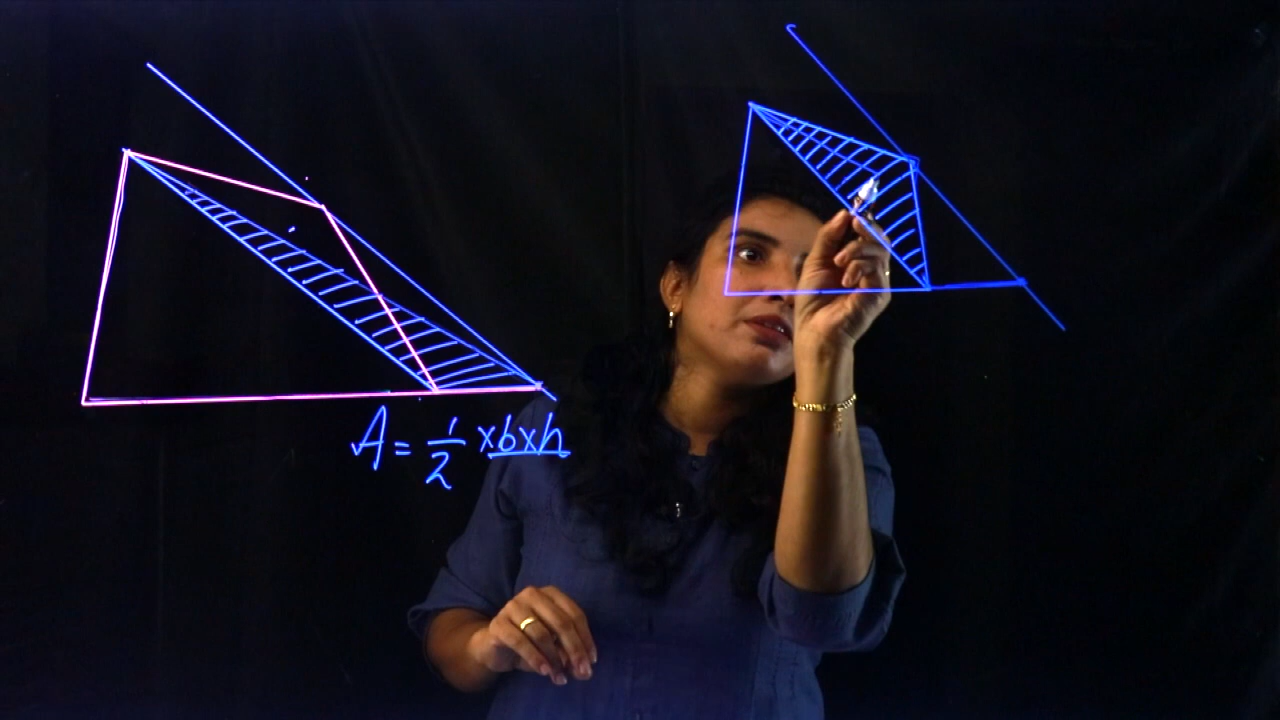 A = 1/2 ×b×h